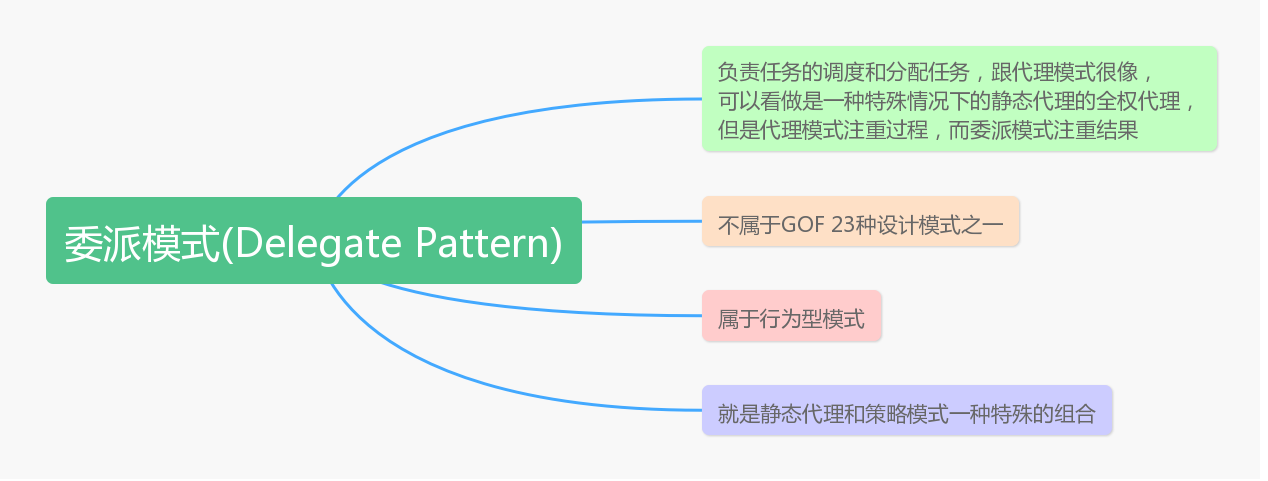 委派模式(Delegate Pattern)
负责任务的调度和分配任务，跟代理模式很像，
可以看做是一种特殊情况下的静态代理的全权代理，
但是代理模式注重过程，而委派模式注重结果
不属于GOF 23种设计模式之一
属于行为型模式
就是静态代理和策略模式一种特殊的组合